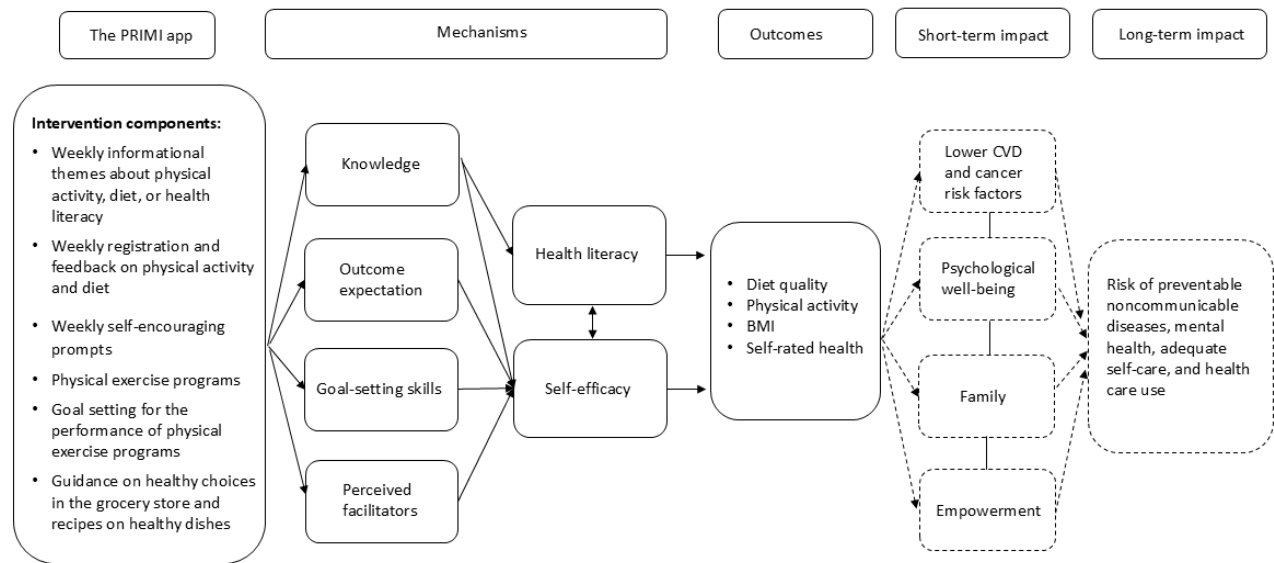 The PRIMI app
Mechanisms
Outcomes
Short-term impact
Long-term impact
Intervention components:
• Weekly informational
themes about physical
activity, diet, or health
literacy
• Weekly registration and
feedback on physical activity
and diet
• Weekly self-encouraging
prompts
• Physical exercise programs
• Goal setting for the
performance of physical
exercise programs
• Guidance on healthy choices
in the grocery store and
recipes on healthy dishes
Knowledge
Outcome
expectation
Goal-setting skills
Perceived
facilitators
Health literacy
Self-efficacy
• Diet quality
• Physical activity
• BMI
• Self-rated health
Lower CVD
and cancer
risk factors
Psychological
well-being
Family
Empowerment
Risk of preventable
noncommunicable
diseases, mental
health, adequate
self-care, and health
care use